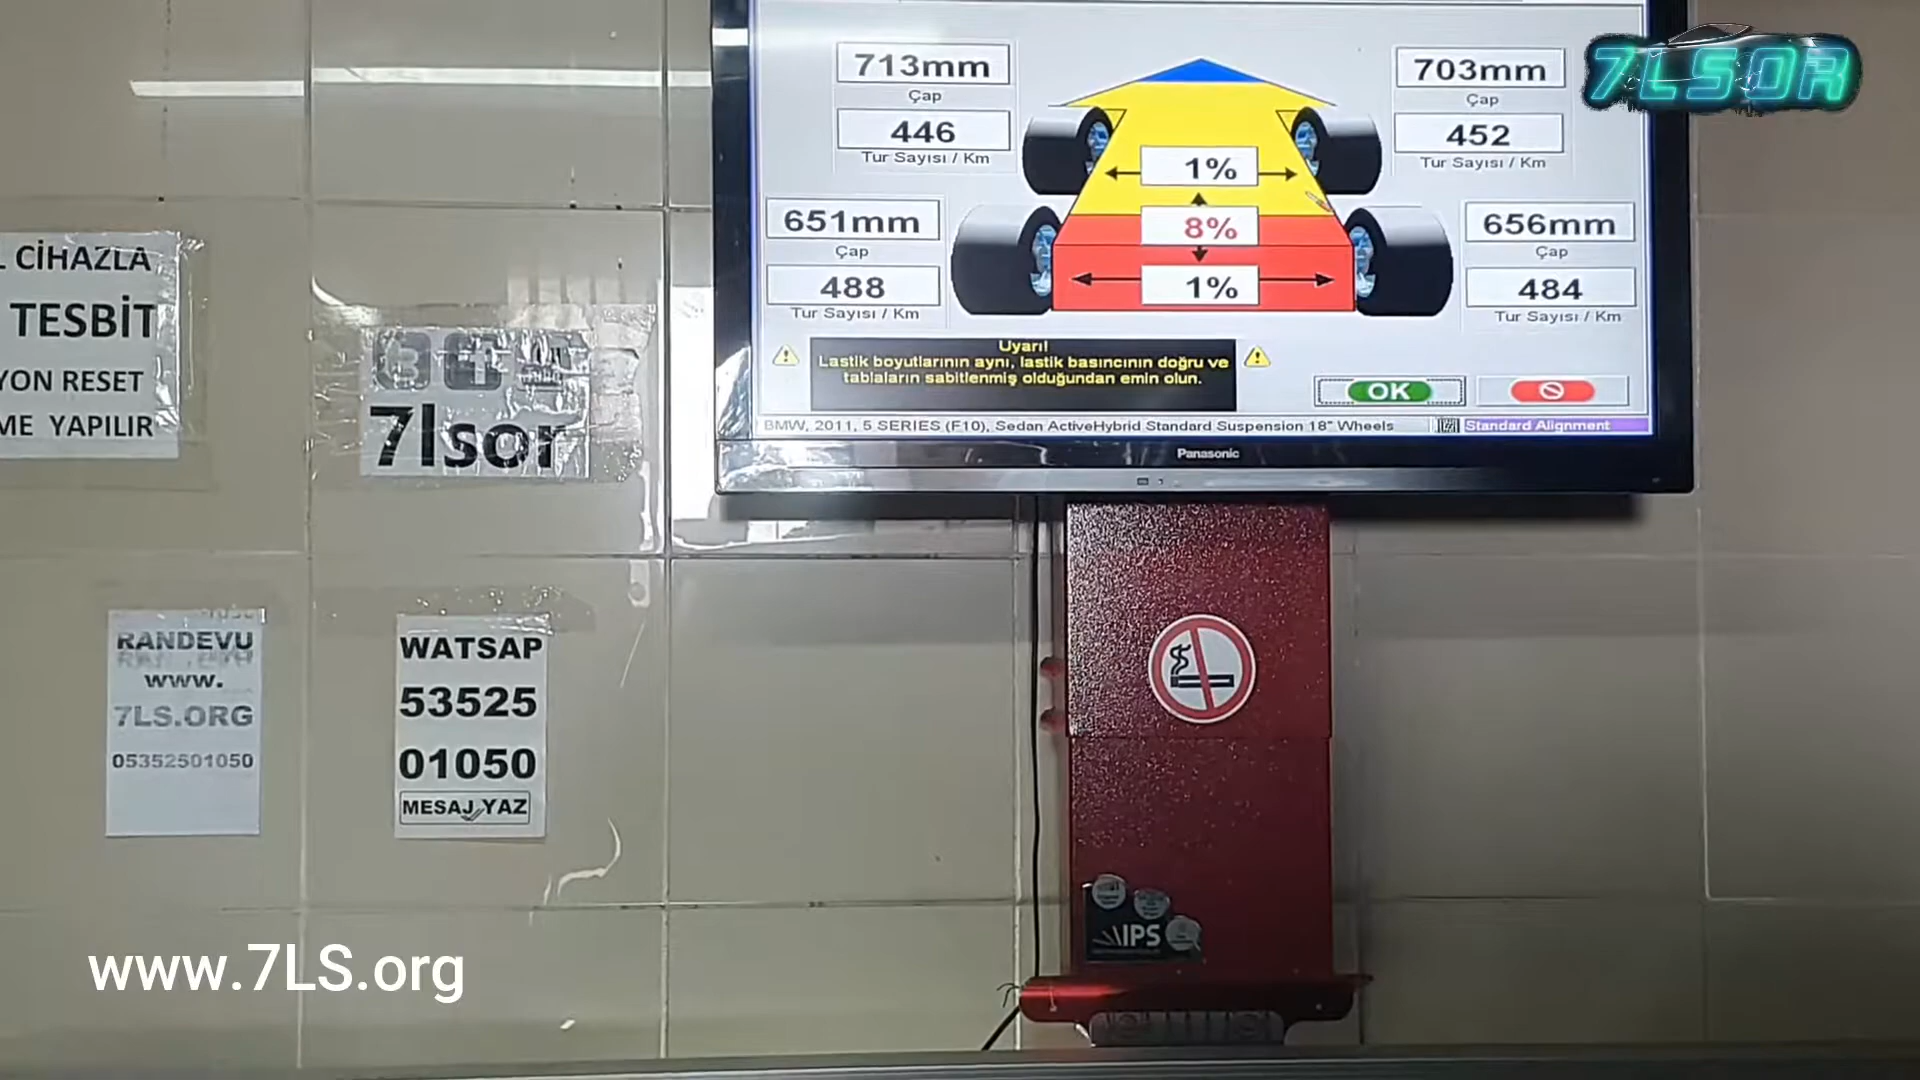 713mm
Çap
446
Tur Sayısı / Km
703mm
Çap
452
Tur Sayısı / Km
1%
8%
1%
651mm
Çap
488
Tur Sayısı / Km
656mm
Çap
484
Tur Sayısı / Km
Uyarı!
Lastik boyutlarının aynı, lastik basıncının doğru ve
tablaların sabitlenmiş olduğundan emin olun.
OK
BMW, 2011, 5 SERIES (F10), Sedan ActiveHybrid Standard Suspension 18" Wheels
Standard Alignment
Panasonic
7LSOR
L CİHAZLA
TESBİT
YON RESET
ME YAPILIR
7lsor
RANDEVU
www.
7LS.ORG
05352501050
WATSAP
53525
01050
MESAJ YAZ
IPS
www.7LS.org